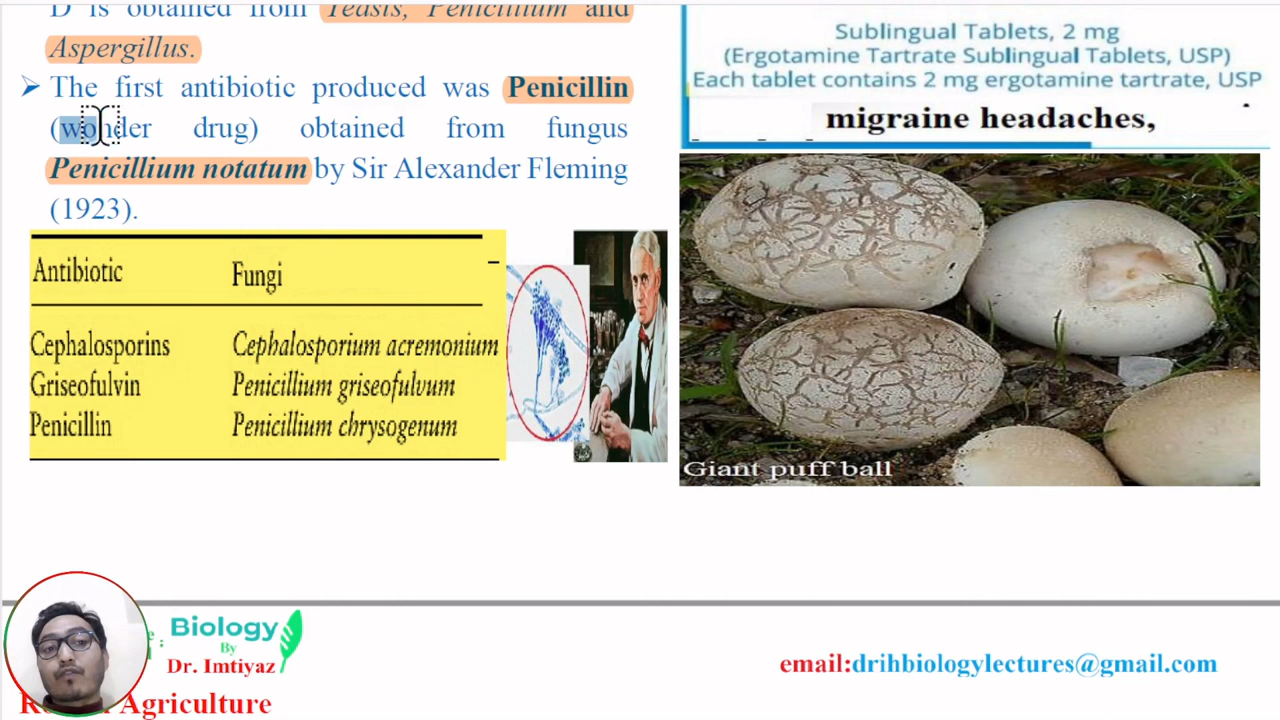 D is obtained from Yeasts, Penicillium and
Aspergillus.
➢ The first antibiotic produced was Penicillin
(wonder drug) obtained from fungus
Penicillium notatum by Sir Alexander Fleming
(1923).
Antibiotic Fungi
Cephalosporins Cephalosporium acremonium
Griseofulvin Penicillium griseofulvum
Penicillin Penicillium chrysogenum
Sublingual Tablets, 2 mg
(Ergotamine Tartrate Sublingual Tablets, USP)
Each tablet contains 2 mg ergotamine tartrate, USP
migraine headaches,
Giant puff ball
Biology
By
Dr. Imtiyaz
Agriculture
email:drihbiologylectures@gmail.com